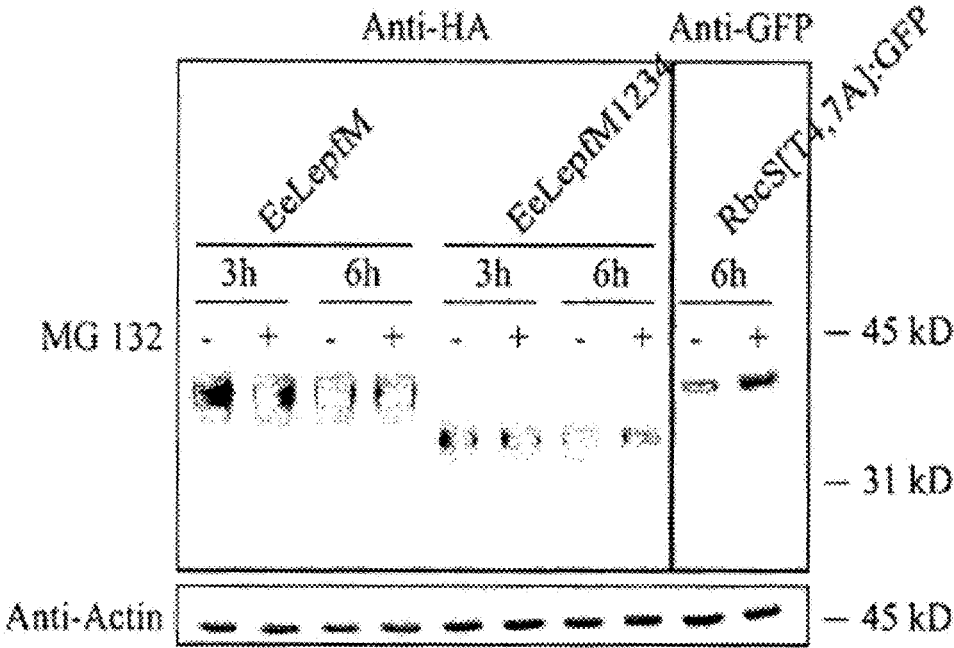 Anti-HA Anti-GFP
EeLepfM EeLepfM1234 RbcS[T4,7A]:GFP
3h 6h 3h 6h 6h
MG 132 - + - + - + - + - + – 45 kD
– 31 kD
Anti-Actin – 45 kD